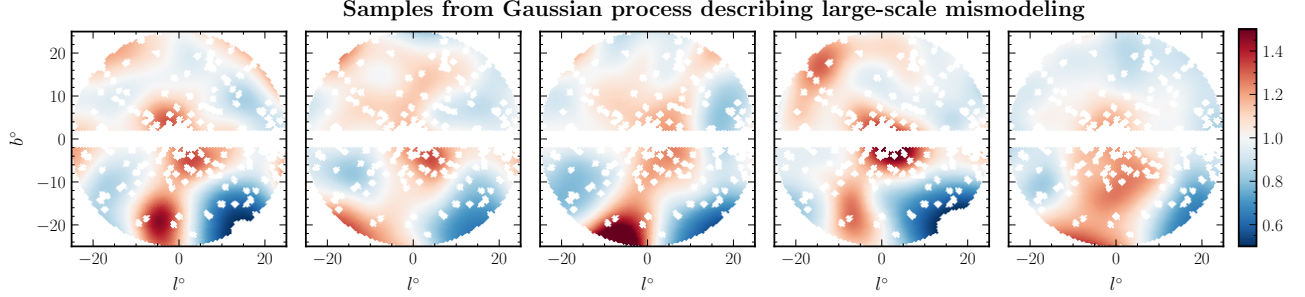 Samples from Gaussian process describing large-scale mismodeling
20
10
0
−10
−20
b°
−20 0 20
−20 0 20
−20 0 20
−20 0 20
−20 0 20
l° l° l° l° l°
1.4
1.2
1.0
0.8
0.6